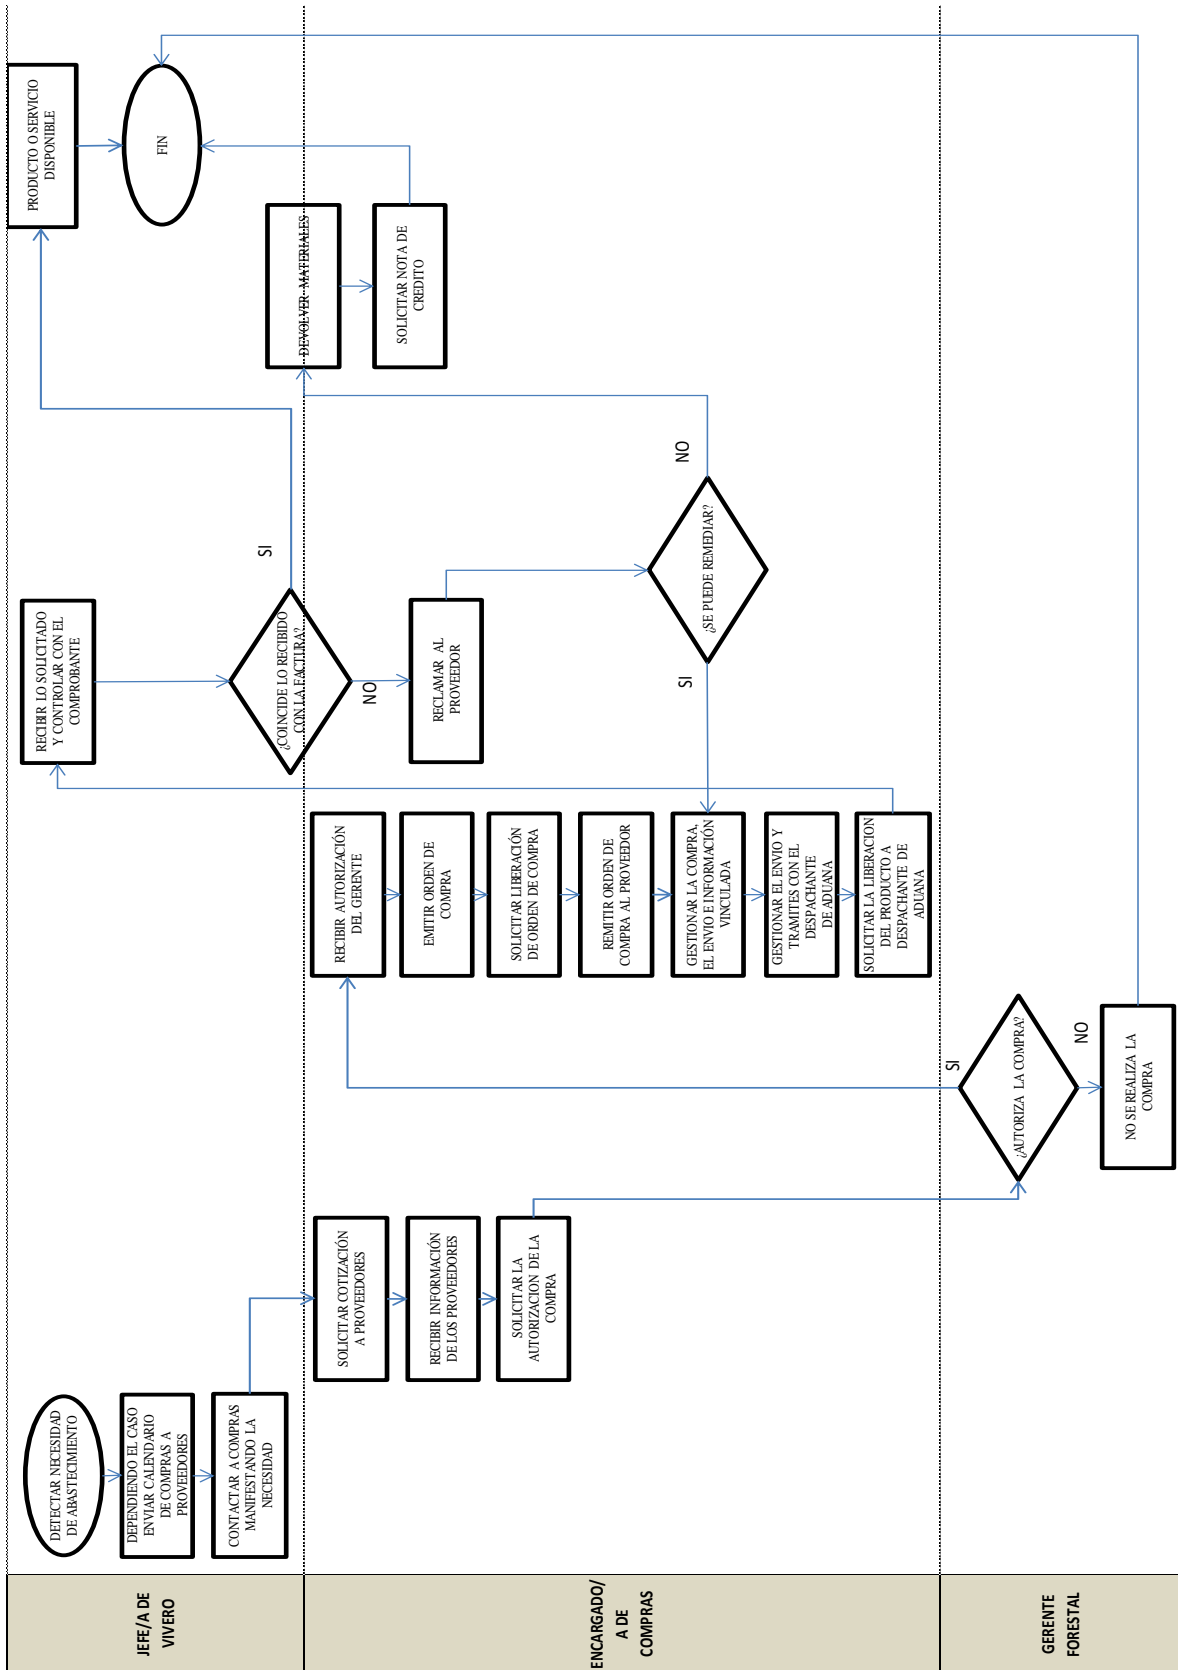 JEFE/A DE
VIVERO
DETECTAR NECESIDAD
DE ABASTECIMIENTO
DEPENDIENDO EL CASO
ENVIAR CALENDARIO
DE COMPRAS A
PROVEEDORES
CONTACTAR A COMPRAS
MANIFESTANDO LA
NECESIDAD
RECIBIR LO SOLICITADO
Y CONTROLAR CON EL
COMPROBANTE
¿COINCIDE LO RECIBIDO
CON LA FACTURA?
SI
NO
PRODUCTO O SERVICIO
DISPONIBLE
FIN
ENCARGADO/
A DE
COMPRAS
SOLICITAR COTIZACIÓN
A PROVEEDORES
RECIBIR INFORMACIÓN
DE LOS PROVEEDORES
SOLICITAR LA
AUTORIZACION DE LA
COMPRA
RECIBIR AUTORIZACIÓN
DEL GERENTE
EMITIR ORDEN DE
COMPRA
SOLICITAR LIBERACIÓN
DE ORDEN DE COMPRA
REMITIR ORDEN DE
COMPRA AL PROVEEDOR
GESTIONAR LA COMPRA,
EL ENVIO E INFORMACIÓN
VINCULADA
GESTIONAR EL ENVIO Y
TRAMITES CON EL
DESPACHANTE
DE ADUANA
SOLICITAR LA LIBERACION
DEL PRODUCTO A
DESPACHANTE DE
ADUANA
RECLAMAR AL
PROVEEDOR
¿SE PUEDE REMEDIAR?
SI
NO
DEVOLVER MATERIALES
SOLICITAR NOTA DE
CREDITO
GERENTE
FORESTAL
¿AUTORIZA LA COMPRA?
SI
NO
NO SE REALIZA LA
COMPRA